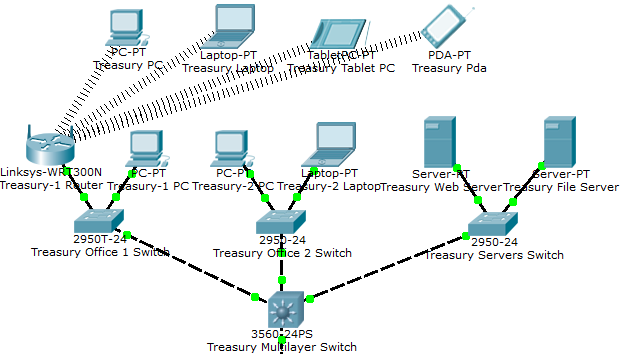 PC-PT
Treasury PC
Laptop-PT
Treasury Laptop
TabletPC-PT
Treasury Tablet PC
PDA-PT
Treasury Pda
Linksys-WRT300N
Treasury-1 Router
PC-PT
Treasury-1 PC
PC-PT
Treasury-2 PC
Laptop-PT
Treasury-2 Laptop
Server-PT
Treasury Web Server
Server-PT
Treasury File Server
2950T-24
Treasury Office 1 Switch
2950-24
Treasury Office 2 Switch
2950-24
Treasury Servers Switch
3560-24PS
Treasury Multilayer Switch